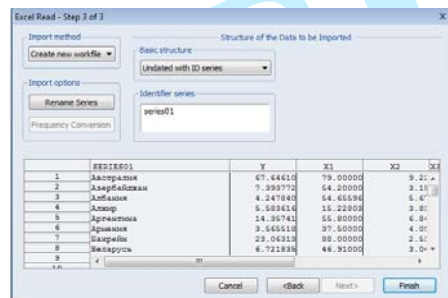 Excel Read - Step 3 of 3
X
Import method
Create new workfile
Structure of the Data to be Imported
Basic structure
Undated with ID series
Import options
Rename Series
Frequency Conversion
Identifier series
series01
SERIES01 Y X1 X2
1 Австралия 67.64610 79.00000
2 Азербайджан 7.393772 54.20000
3 Албания 4.247840 54.65596
4 Алжир 5.583616 15.22803
5 Аргентина 14.35741 55.80000
6 Армения 3.565518 37.50000
7 Бахрейн 23.06313 88.00000
8 Беларусь 6.721835 46.91000
9
10
Cancel <Back Next> Finish